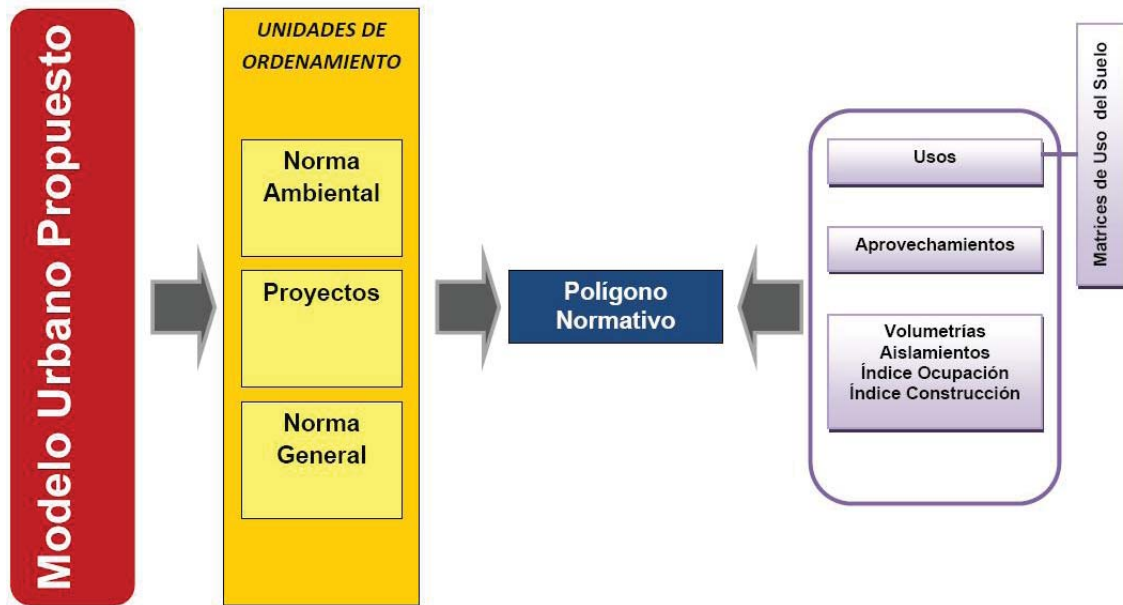 Modelo Urbano Propuesto
UNIDADES DE
ORDENAMIENTO
Norma
Ambiental
Proyectos
Norma
General
Polígono
Normativo
Usos
Aprovechamientos
Volumetrías
Aislamientos
Índice Ocupación
Índice Construcción
Matrices de Uso del Suelo